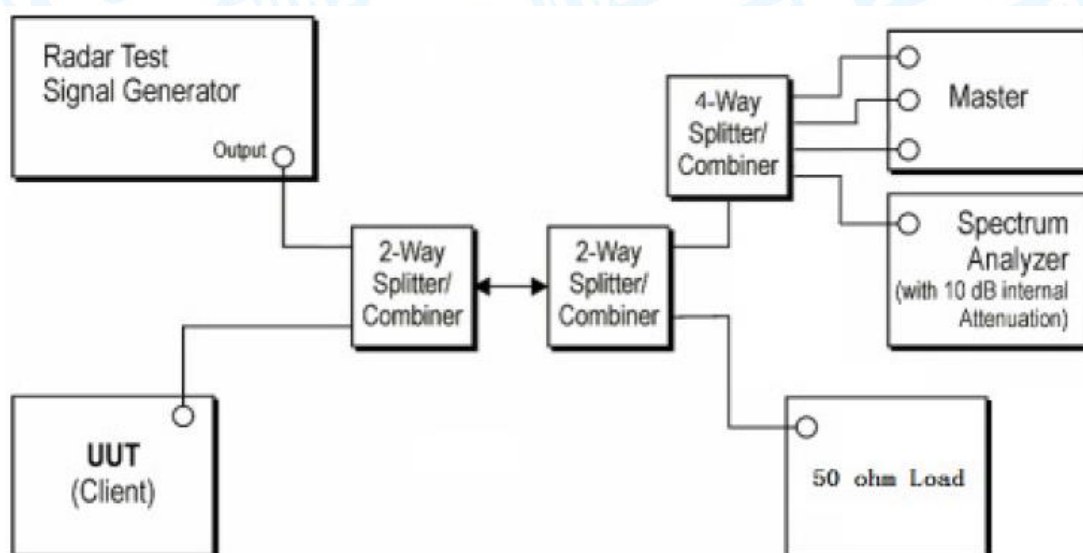 Radar Test
Signal Generator
Output
4-Way
Splitter/
Combiner
Master
2-Way
Splitter/
Combiner
2-Way
Splitter/
Combiner
Spectrum
Analyzer
(with 10 dB internal
Attenuation)
UUT
(Client)
50 ohm Load